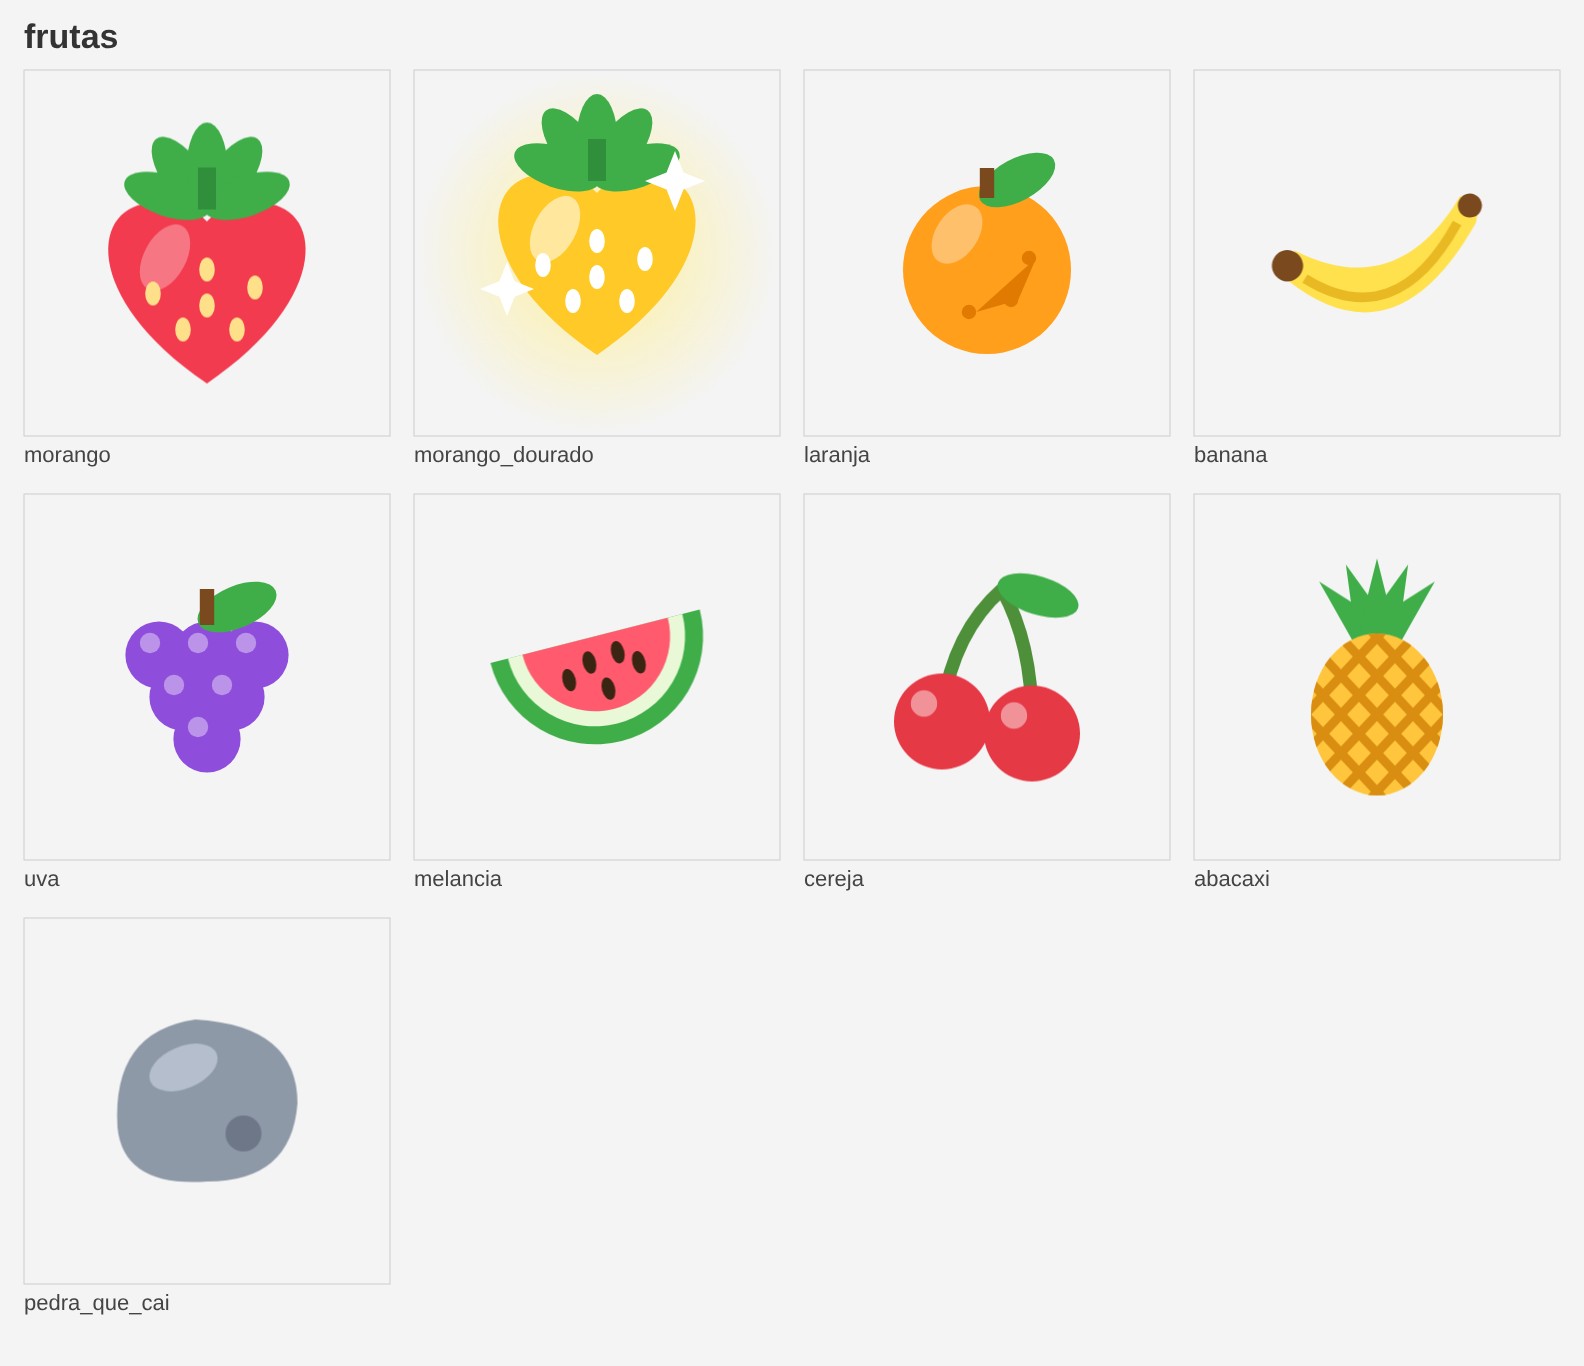 frutas
morango
morango_dourado
laranja
banana
uva
melancia
cereja
abacaxi
pedra_que_cai